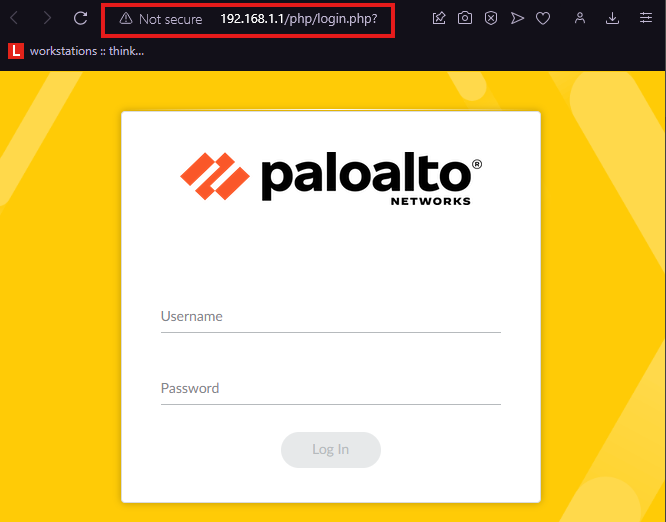 Not secure 192.168.1.1/php/login.php?
L workstations :: think...
paloalto®
NETWORKS
Username
Password
Log In